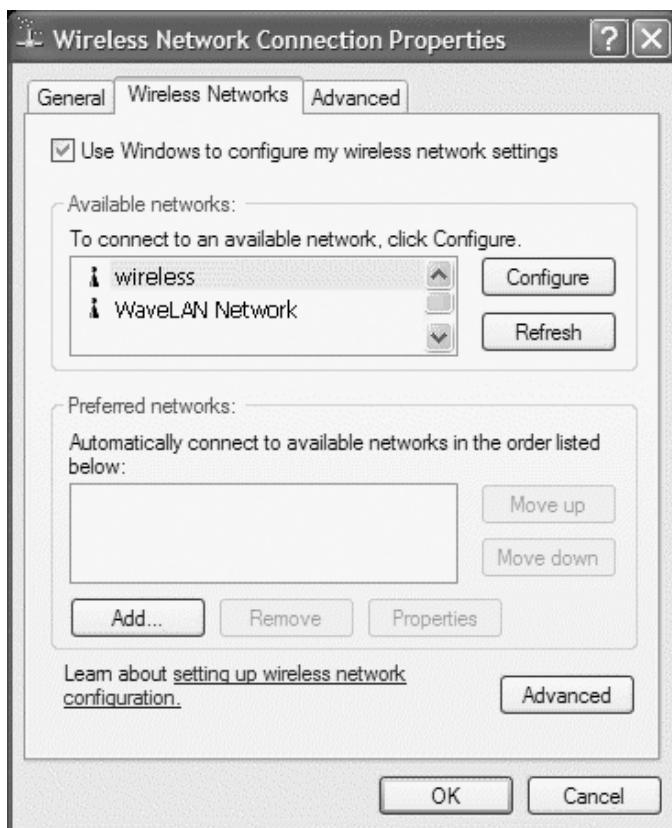 Wireless Network Connection Properties
General
Wireless Networks
Advanced
Use Windows to configure my wireless network settings
Available networks:
To connect to an available network, click Configure.
wireless
WaveLAN Network
Configure
Refresh
Preferred networks:
Automatically connect to available networks in the order listed
below:
Move up
Move down
Add...
Remove
Properties
Learn about setting up wireless network
configuration.
Advanced
OK
Cancel